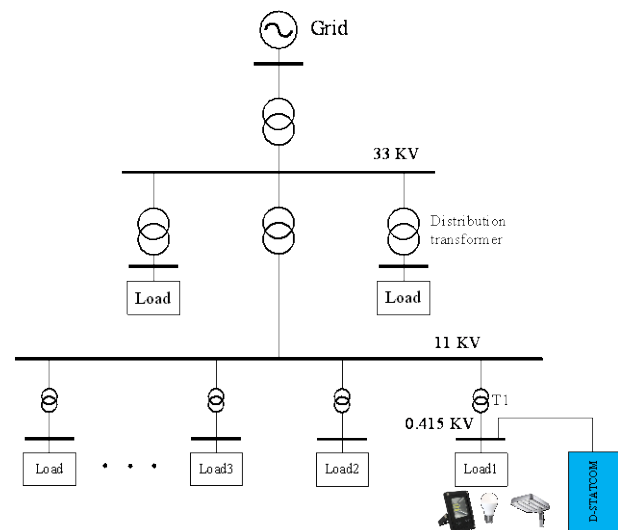 Grid
33 KV
Distribution
transformer
Load
Load
11 KV
T1
0.415 KV
Load
Load3
Load2
Load1
D-STATCOM